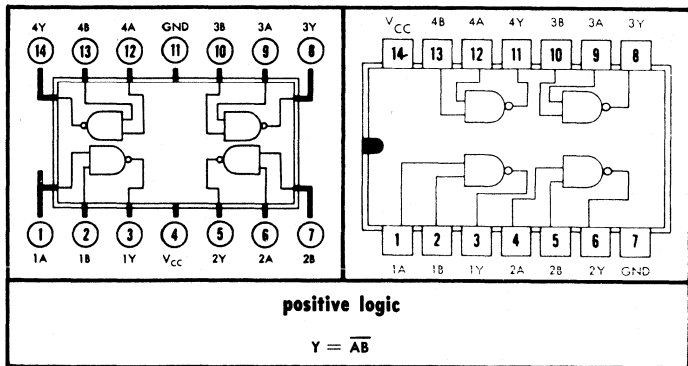 4Y 4B 4A GND 3B 3A 3Y
14 13 12 11 10 9 8
1 2 3 4 5 6 7
1A 1B 1Y VCC 2Y 2A 2B
VCC 4B 4A 4Y 3B 3A 3Y
14 13 12 11 10 9 8
1 2 3 4 5 6 7
1A 1B 1Y 2A 2B 2Y GND
positive logic
Y = A̅B̅